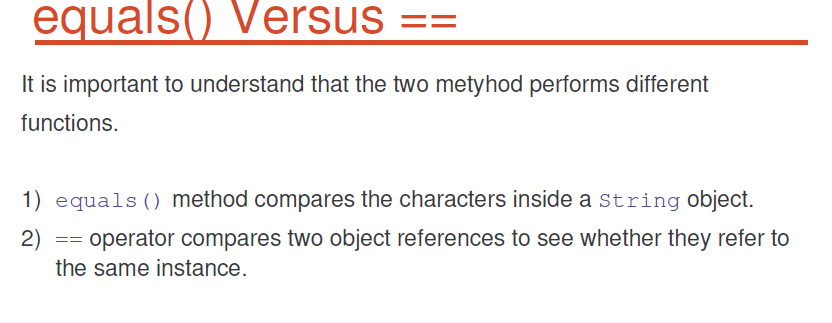 equals() Versus ==
It is important to understand that the two metyhod performs different
functions.
1) equals() method compares the characters inside a String object.
2) == operator compares two object references to see whether they refer to
the same instance.